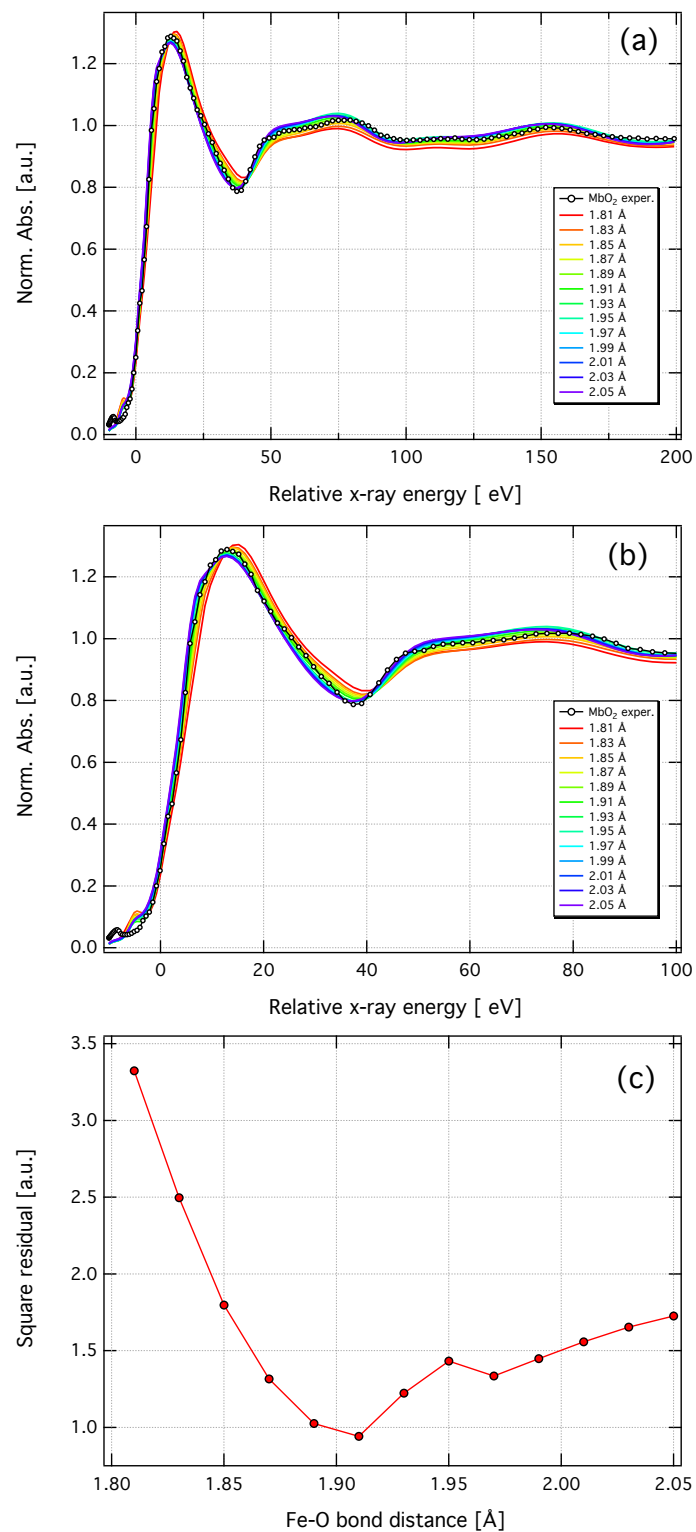 (a)
Norm. Abs. [a.u.]
1.2
1.0
0.8
0.6
0.4
0.2
0.0
MbO₂ exper.
1.81 Å
1.83 Å
1.85 Å
1.87 Å
1.89 Å
1.91 Å
1.93 Å
1.95 Å
1.97 Å
1.99 Å
2.01 Å
2.03 Å
2.05 Å
0 50 100 150 200
Relative x-ray energy [ eV]
(b)
Norm. Abs. [a.u.]
1.2
1.0
0.8
0.6
0.4
0.2
0.0
MbO₂ exper.
1.81 Å
1.83 Å
1.85 Å
1.87 Å
1.89 Å
1.91 Å
1.93 Å
1.95 Å
1.97 Å
1.99 Å
2.01 Å
2.03 Å
2.05 Å
0 20 40 60 80 100
Relative x-ray energy [ eV]
(c)
Square residual [a.u.]
3.5
3.0
2.5
2.0
1.5
1.0
1.80 1.85 1.90 1.95 2.00 2.05
Fe-O bond distance [Å]